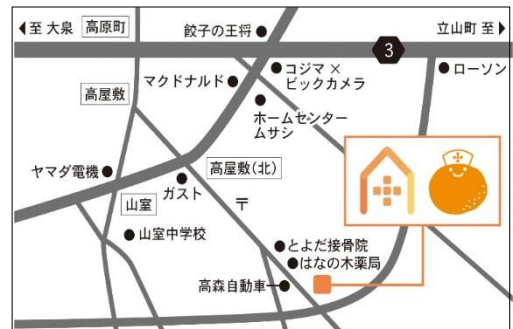 至 大泉
高原町
餃子の王将
立山町 至
3
コジマ ×
ビックカメラ
ローソン
マクドナルド
高屋敷
ホームセンター
ムサシ
高屋敷(北)
ヤマダ電機
ガスト
山室
〒
山室中学校
とよだ接骨院
はなの木薬局
高森自動車